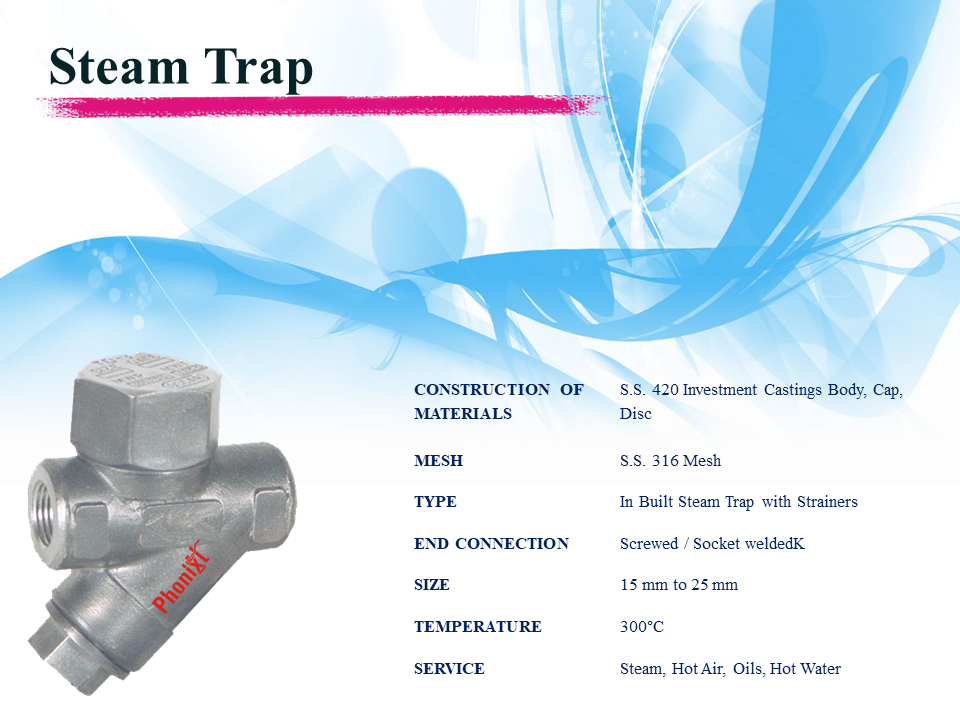 Steam Trap
CONSTRUCTION OF MATERIALS
S.S. 420 Investment Castings Body, Cap, Disc
MESH
S.S. 316 Mesh
TYPE
In Built Steam Trap with Strainers
END CONNECTION
Screwed / Socket weldedK
SIZE
15 mm to 25 mm
TEMPERATURE
300°C
SERVICE
Steam, Hot Air, Oils, Hot Water
Phonixt